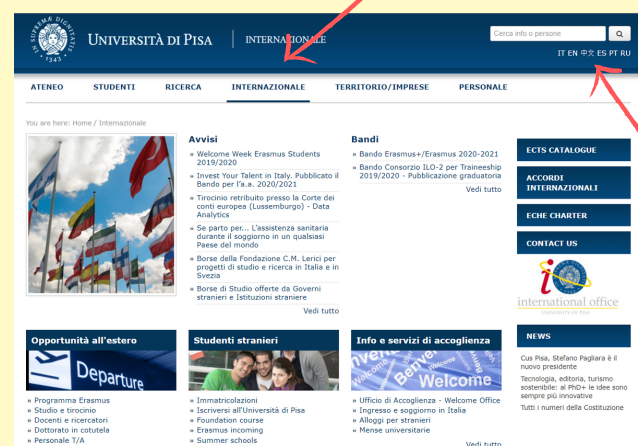 UNIVERSITÀ DI PISA
INTERNAZIONALE
Cerca info o persone
IT EN 中文 ES PT RU
ATENEO STUDENTI RICERCA INTERNAZIONALE TERRITORIO/IMPRESE PERSONALE
You are here: Home / Internazionale
Avvisi
» Welcome Week Erasmus Students
2019/2020
» Invest Your Talent in Italy. Pubblicato il
Bando per l'a.a. 2020/2021
» Tirocinio retribuito presso la Corte dei
conti europea (Lussemburgo) - Data
Analytics
» Se parto per... L'assistenza sanitaria
durante il soggiorno in un qualsiasi
Paese del mondo
» Borse della Fondazione C.M. Lerici per
progetti di studio e ricerca in Italia e in
Svezia
» Borse di Studio offerte da Governi
stranieri e Istituzioni straniere
Vedi tutto
Bandi
» Bando Erasmus+/Erasmus 2020-2021
» Bando Consorzio ILO-2 per Traineeship
2019/2020 - Pubblicazione graduatoria
Vedi tutto
ECTS CATALOGUE
ACCORDI
INTERNAZIONALI
ECHE CHARTER
CONTACT US
international office
UNIVERSITY OF PISA
NEWS
Cus Pisa, Stefano Pagliara è il
nuovo presidente
Tecnologia, editoria, turismo
sostenibile: al PhD+ le idee sono
sempre più innovative
Tutti i numeri della Costituzione
Opportunità all'estero
Departure
» Programma Erasmus
» Studio e tirocinio
» Docenti e ricercatori
» Dottorato in cotutela
» Personale T/A
Studenti stranieri
» Immatricolazioni
» Iscriversi all'Università di Pisa
» Foundation course
» Erasmus incoming
» Summer schools
Info e servizi di accoglienza
Welcome
» Ufficio di Accoglienza - Welcome Office
» Ingresso e soggiorno in Italia
» Alloggi per stranieri
» Mense universitarie
Vedi tutto